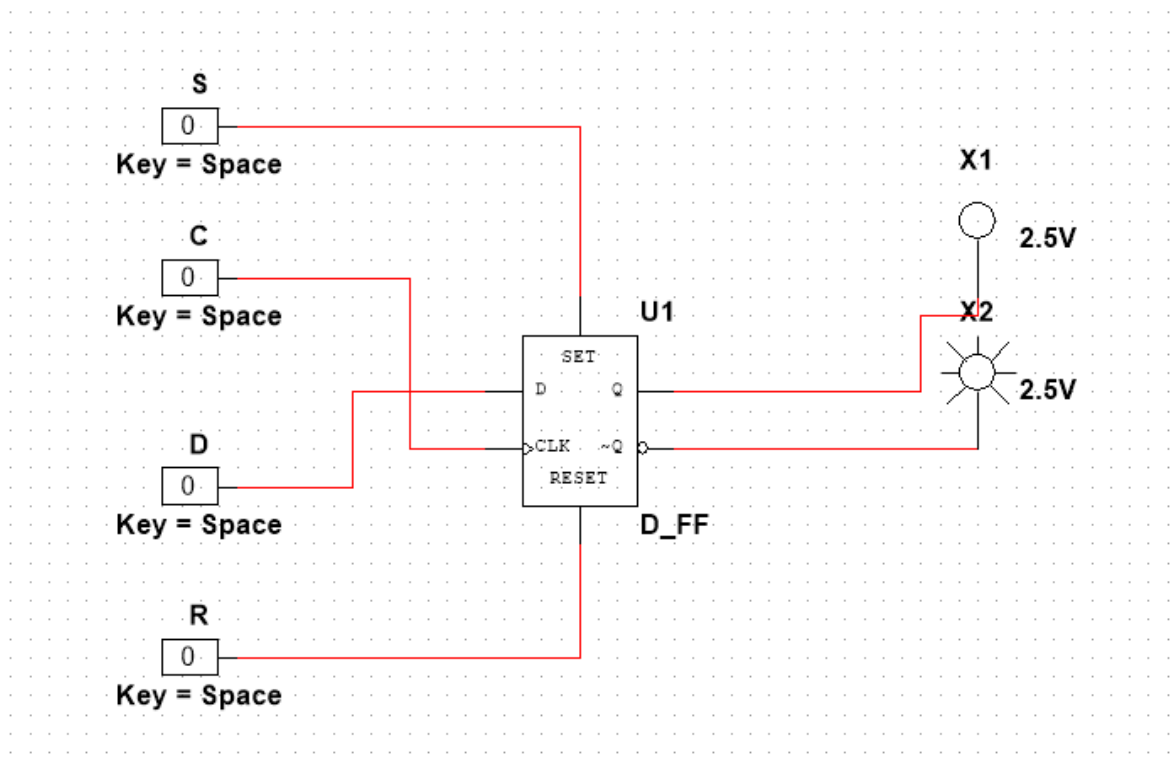 S
0
Key = Space
X1
2.5V
C
0
Key = Space
U1
X2
SET
D Q
2.5V
CLK ~Q
D
RESET
0
Key = Space
D_FF
R
0
Key = Space